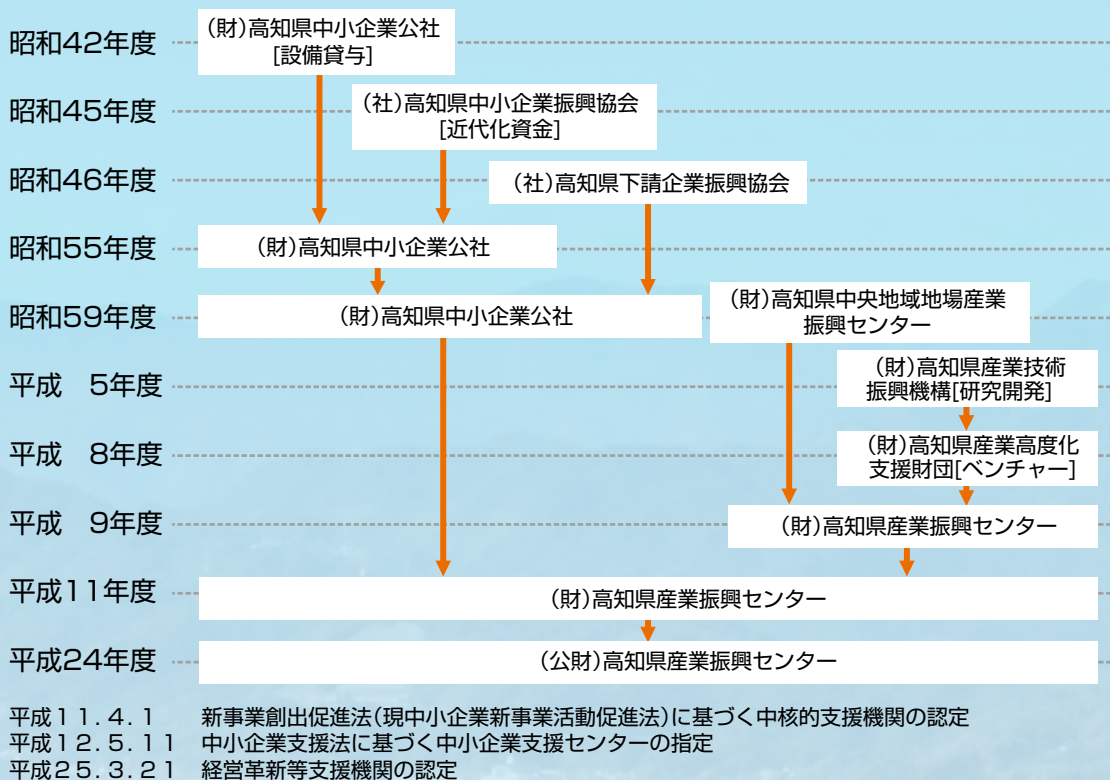 昭和42年度
(財)高知県中小企業公社
[設備貸与]
昭和45年度
(社)高知県中小企業振興協会
[近代化資金]
昭和46年度
(社)高知県下請企業振興協会
昭和55年度
(財)高知県中小企業公社
昭和59年度
(財)高知県中小企業公社
(財)高知県中央地域地場産業
振興センター
平成　5年度
(財)高知県産業技術
振興機構[研究開発]
平成　8年度
(財)高知県産業高度化
支援財団[ベンチャー]
平成　9年度
(財)高知県産業振興センター
平成11年度
(財)高知県産業振興センター
平成24年度
(公財)高知県産業振興センター
平成11.4.1　新事業創出促進法(現中小企業新事業活動促進法)に基づく中核的支援機関の認定
平成12.5.11　中小企業支援法に基づく中小企業支援センターの指定
平成25.3.21　経営革新等支援機関の認定